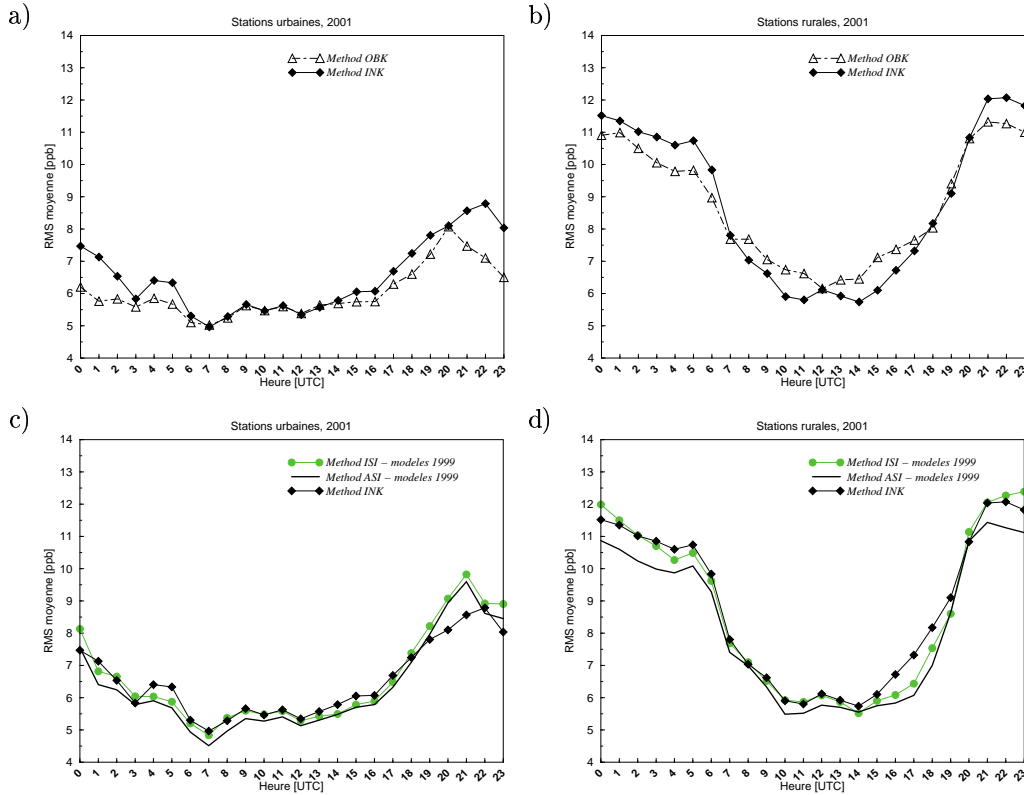 a)
Stations urbaines, 2001
Method OBK
Method INK
RMS moyenne [ppb]
14
13
12
11
10
9
8
7
6
5
4
0 1 2 3 4 5 6 7 8 9 10 11 12 13 14 15 16 17 18 19 20 21 22 23
Heure [UTC]
b)
Stations rurales, 2001
Method OBK
Method INK
RMS moyenne [ppb]
14
13
12
11
10
9
8
7
6
5
4
0 1 2 3 4 5 6 7 8 9 10 11 12 13 14 15 16 17 18 19 20 21 22 23
Heure [UTC]
c)
Stations urbaines, 2001
Method ISI – modeles 1999
Method ASI – modeles 1999
Method INK
RMS moyenne [ppb]
14
13
12
11
10
9
8
7
6
5
4
0 1 2 3 4 5 6 7 8 9 10 11 12 13 14 15 16 17 18 19 20 21 22 23
Heure [UTC]
d)
Stations rurales, 2001
Method ISI – modeles 1999
Method ASI – modeles 1999
Method INK
RMS moyenne [ppb]
14
13
12
11
10
9
8
7
6
5
4
0 1 2 3 4 5 6 7 8 9 10 11 12 13 14 15 16 17 18 19 20 21 22 23
Heure [UTC]